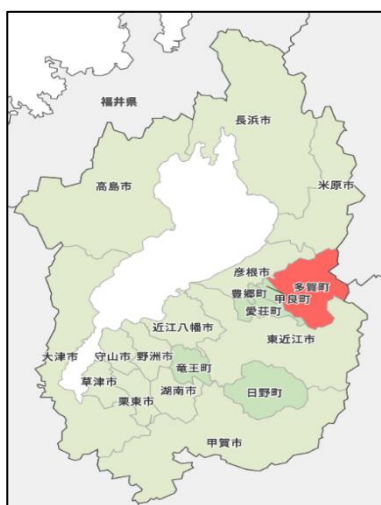 福井県
長浜市
高島市
米原市
彦根市
多賀町
豊郷町
甲良町
愛荘町
近江八幡市
東近江市
大津市
守山市
野洲市
竜王町
草津市
湖南市
日野町
栗東市
甲賀市